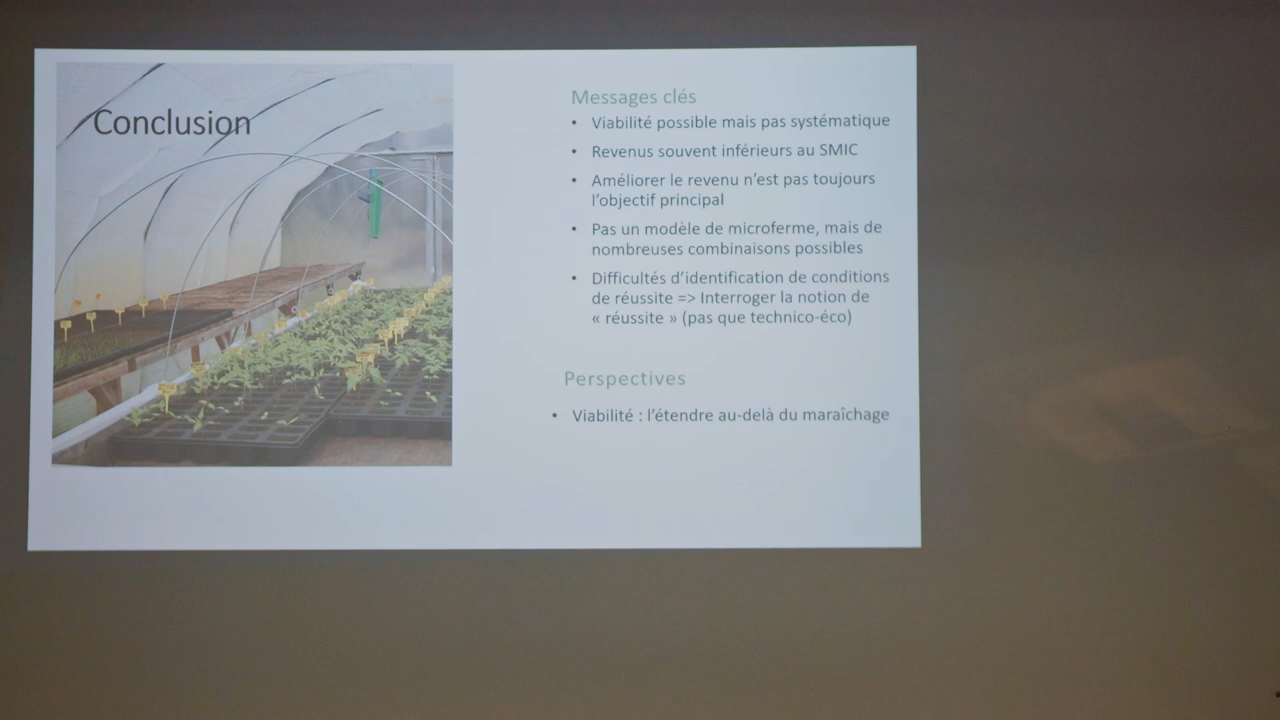 Conclusion
Messages clés
• Viabilité possible mais pas systématique
• Revenus souvent inférieurs au SMIC
• Améliorer le revenu n'est pas toujours
l'objectif principal
• Pas un modèle de microferme, mais de
nombreuses combinaisons possibles
• Difficultés d'identification de conditions
de réussite => Interroger la notion de
« réussite » (pas que technico-éco)
Perspectives
• Viabilité : l'étendre au-delà du maraîchage